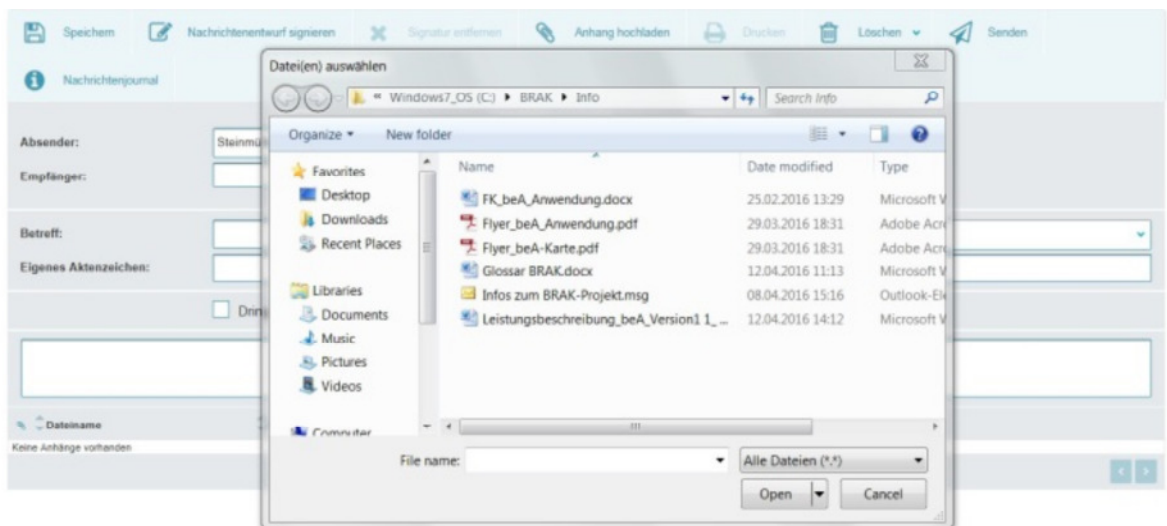 Speichern Nachrichtenentwurf signieren Signatur entfernen Anhang hochladen Drucken Löschen Senden
Nachrichtenjournal
Datei(en) auswählen
« Windows7_OS (C:) BRAK Info Search Info
Organize New folder
Absender: Steinmü
Empfänger:
Betreff:
Eigenes Aktenzeichen:
Favorites
Desktop
Downloads
Recent Places
Libraries
Documents
Music
Pictures
Videos
Computer
Name Date modified Type
FK_beA_Anwendung.docx 25.02.2016 13:29 Microsoft W
Flyer_beA_Anwendung.pdf 29.03.2016 18:31 Adobe Acro
Flyer_beA-Karte.pdf 29.03.2016 18:31 Adobe Acro
Glossar BRAK.docx 12.04.2016 11:13 Microsoft W
Infos zum BRAK-Projekt.msg 08.04.2016 15:16 Outlook-Ele
Leistungsbeschreibung_beA_Version1 1_ ... 12.04.2016 14:12 Microsoft W
Dateiname
Keine Anhänge vorhanden
File name: Alle Dateien (*.*)
Open Cancel